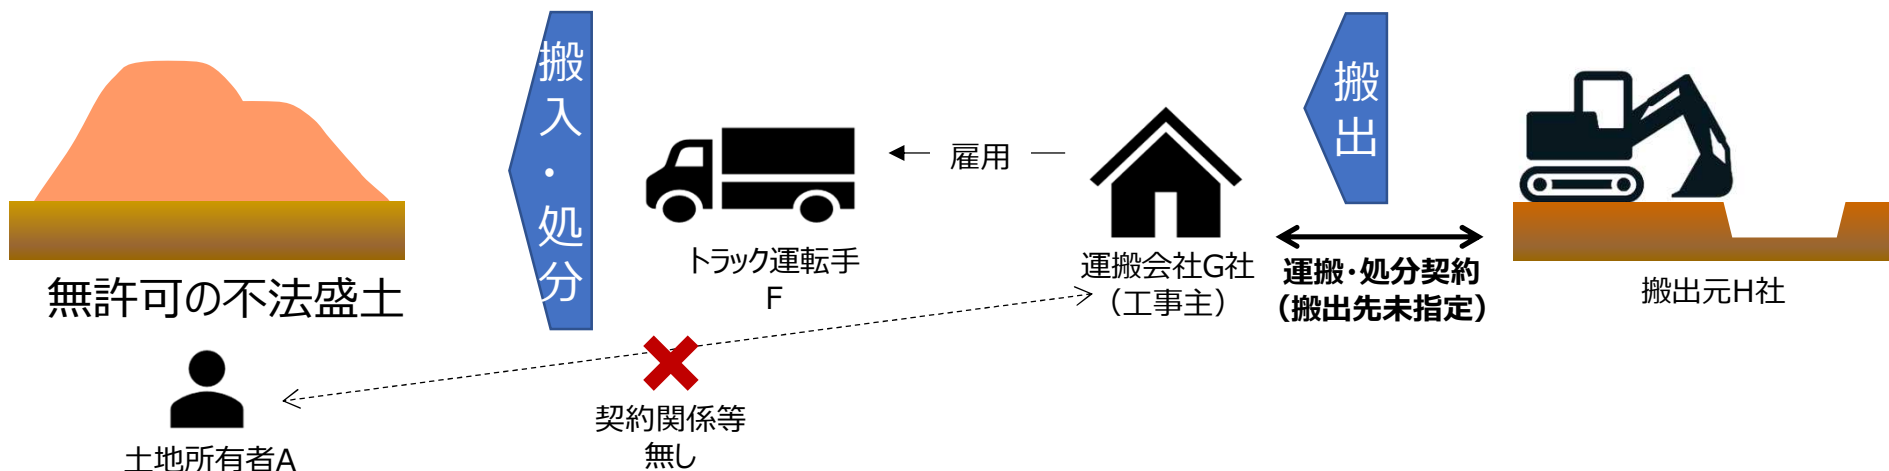 無許可の不法盛土
土地所有者A
搬入・処分
トラック運転手
F
契約関係等
無し
雇用
運搬会社G社
（工事主）
搬出
運搬・処分契約
（搬出先未指定）
搬出元H社